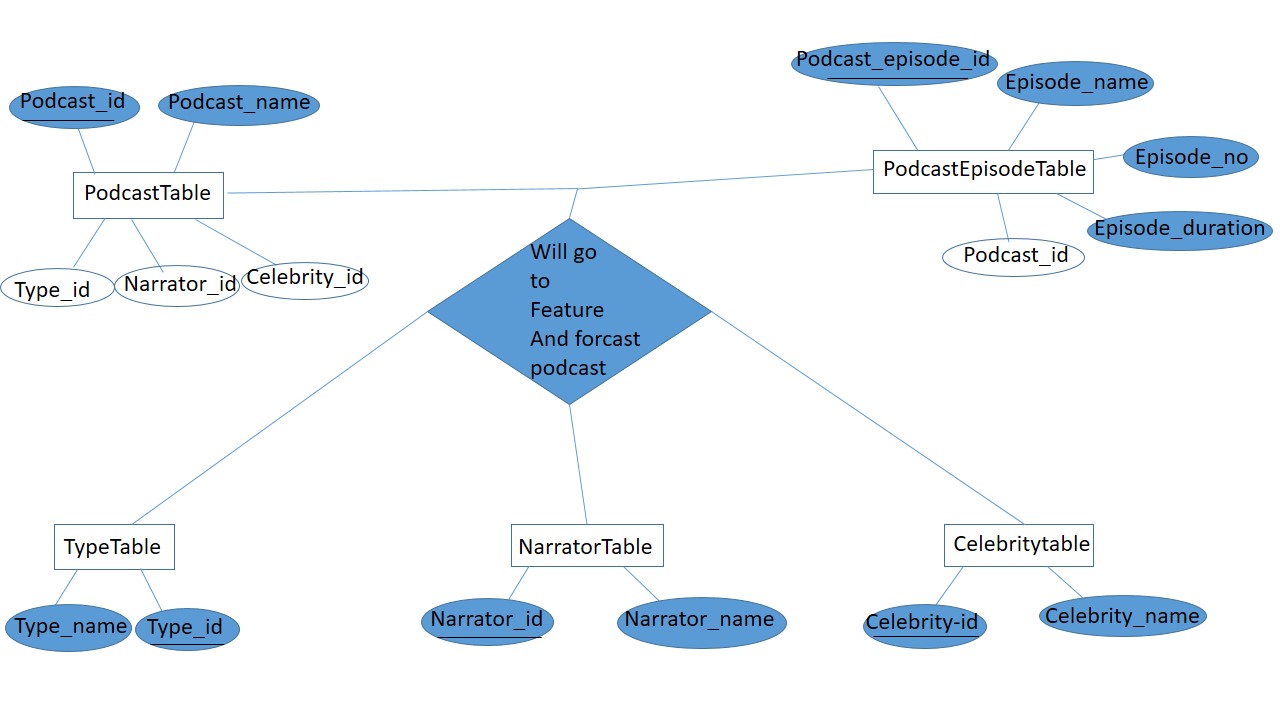 Podcast_episode_id
Episode_name
Podcast_id
Podcast_name
Episode_no
PodcastEpisodeTable
PodcastTable
Episode_duration
Will go
to
Feature
And forcast
podcast
Podcast_id
Type_id
Narrator_id
Celebrity_id
TypeTable
NarratorTable
Celebritytable
Type_name
Type_id
Narrator_id
Narrator_name
Celebrity-id
Celebrity_name